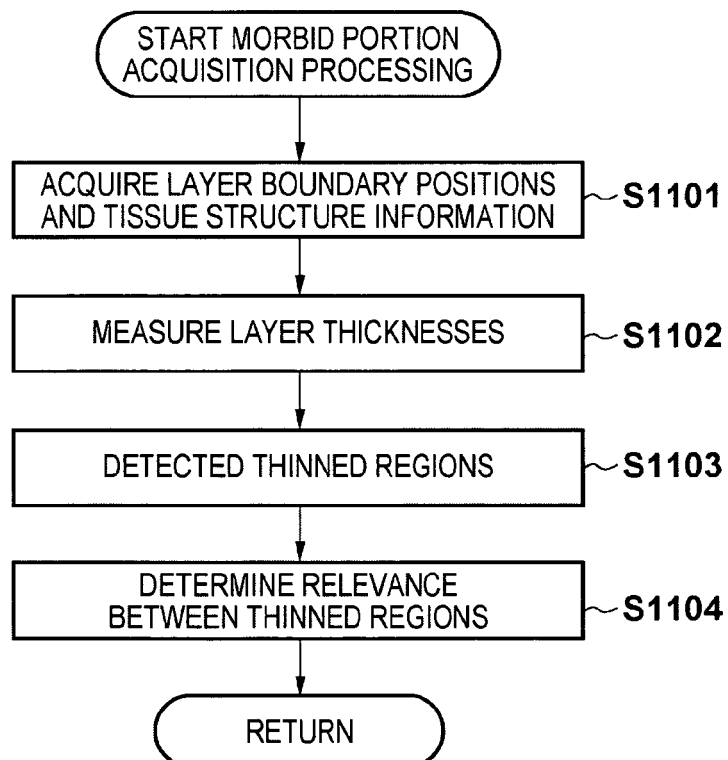 START MORBID PORTION
ACQUISITION PROCESSING
ACQUIRE LAYER BOUNDARY POSITIONS
AND TISSUE STRUCTURE INFORMATION
S1101
MEASURE LAYER THICKNESSES
S1102
DETECTED THINNED REGIONS
S1103
DETERMINE RELEVANCE
BETWEEN THINNED REGIONS
S1104
RETURN